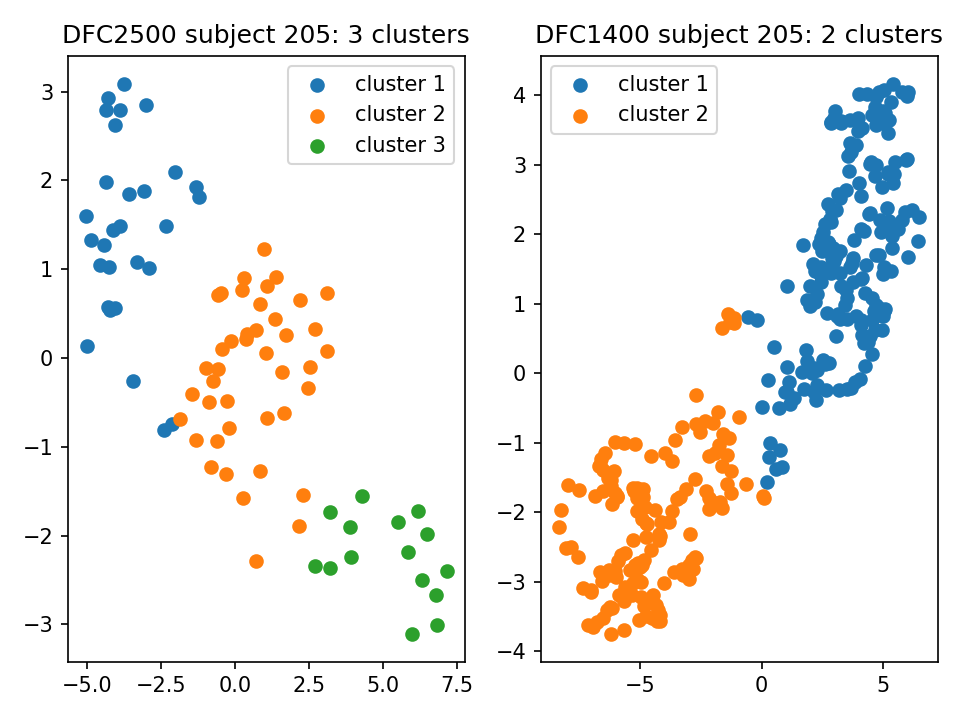 DFC2500 subject 205: 3 clusters
cluster 1
cluster 2
cluster 3
3
2
1
0
−1
−2
−3
−5.0 −2.5 0.0 2.5 5.0 7.5
DFC1400 subject 205: 2 clusters
cluster 1
cluster 2
4
3
2
1
0
−1
−2
−3
−4
−5 0 5